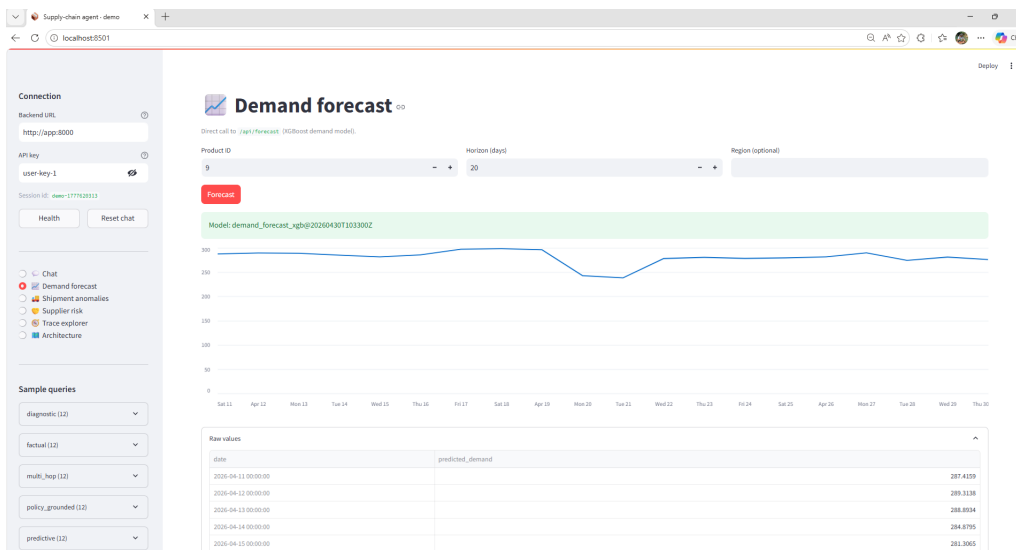 Supply-chain agent - demo
localhost:8501
Deploy
Connection
Backend URL
http://app:8000
API key
user-key-1
Session id: demo-1777628313
Health
Reset chat
Chat
Demand forecast
Shipment anomalies
Supplier risk
Trace explorer
Architecture
Sample queries
diagnostic (12)
factual (12)
multi_hop (12)
policy_grounded (12)
predictive (12)
Demand forecast
Direct call to /api/forecast (XGBoost demand model).
Product ID
Horizon (days)
Region (optional)
9
- +
20
- +
Forecast
Model: demand_forecast_xgb@20260430T103300Z
300
250
200
150
100
50
0
Sat 11 Apr 12 Mon 13 Tue 14 Wed 15 Thu 16 Fri 17 Sat 18 Apr 19 Mon 20 Tue 21 Wed 22 Thu 23 Fri 24 Sat 25 Apr 26 Mon 27 Tue 28 Wed 29 Thu 30
Raw values
date predicted_demand
2026-04-11 00:00:00 287.4159
2026-04-12 00:00:00 289.3138
2026-04-13 00:00:00 288.8934
2026-04-14 00:00:00 284.8795
2026-04-15 00:00:00 281.3065